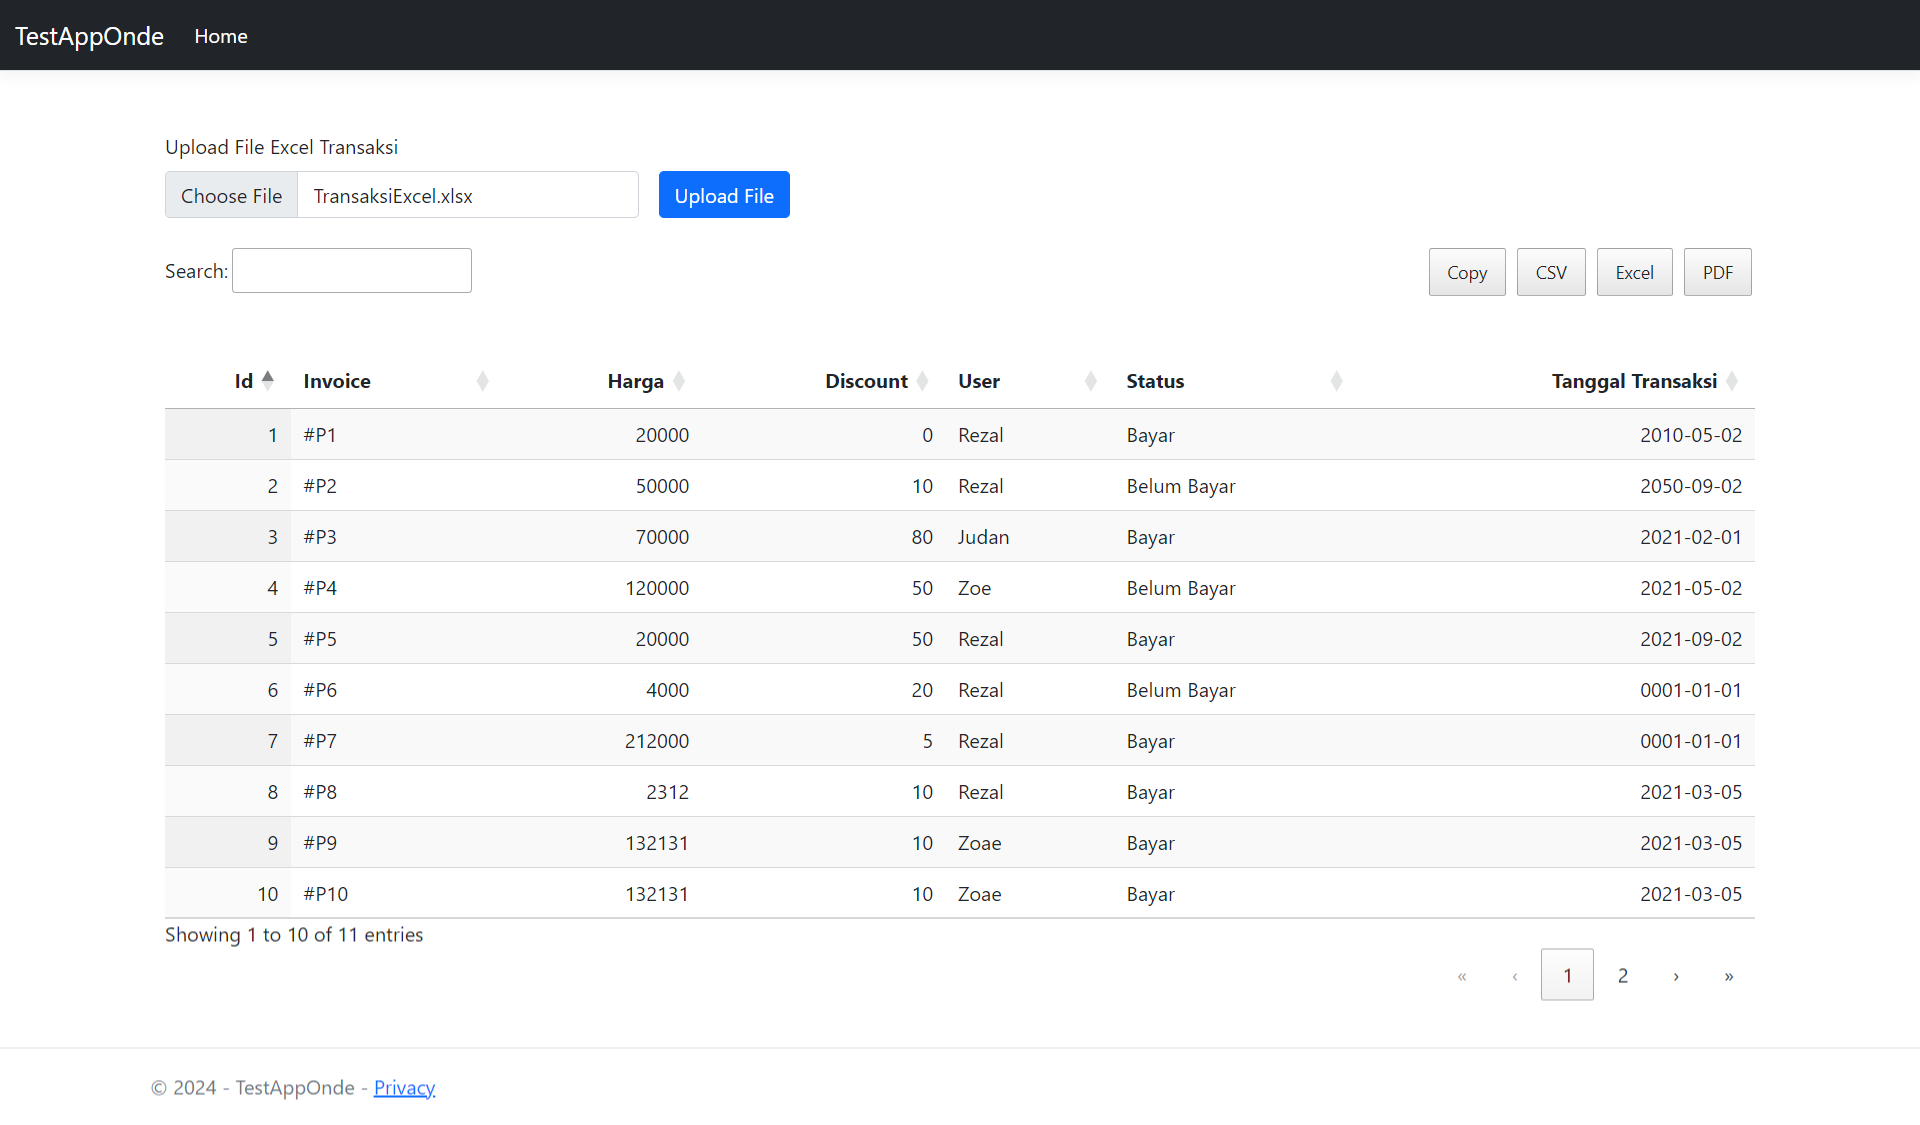 TestAppOnde Home
Upload File Excel Transaksi
Choose File TransaksiExcel.xlsx Upload File
Search: Copy CSV Excel PDF
Id Invoice Harga Discount User Status Tanggal Transaksi
1 #P1 20000 0 Rezal Bayar 2010-05-02
2 #P2 50000 10 Rezal Belum Bayar 2050-09-02
3 #P3 70000 80 Judan Bayar 2021-02-01
4 #P4 120000 50 Zoe Belum Bayar 2021-05-02
5 #P5 20000 50 Rezal Bayar 2021-09-02
6 #P6 4000 20 Rezal Belum Bayar 0001-01-01
7 #P7 212000 5 Rezal Bayar 0001-01-01
8 #P8 2312 10 Rezal Bayar 2021-03-05
9 #P9 132131 10 Zoae Bayar 2021-03-05
10 #P10 132131 10 Zoae Bayar 2021-03-05
Showing 1 to 10 of 11 entries
« ‹ 1 2 › »
© 2024 - TestAppOnde - Privacy